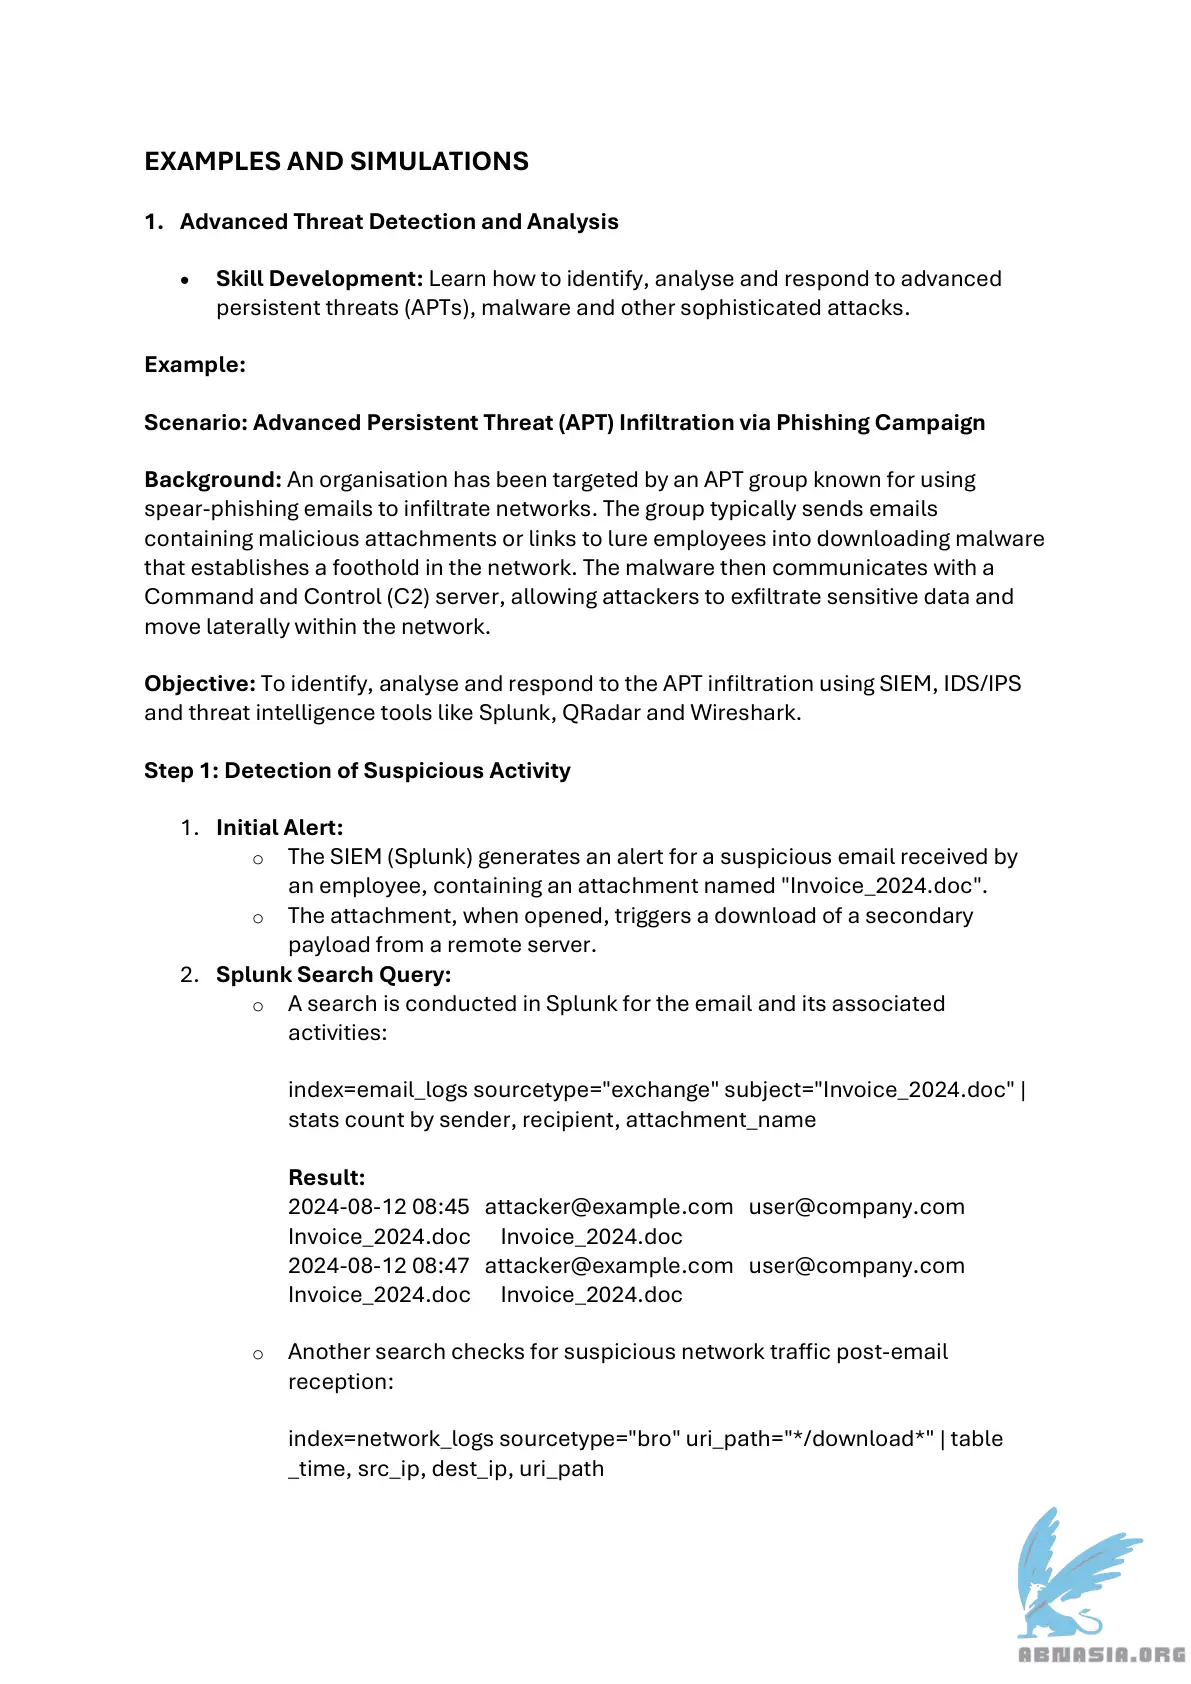 EXAMPLES AND SIMULATIONS
1. Advanced Threat Detection and Analysis
• Skill Development: Learn how to identify, analyse and respond to advanced
persistent threats (APTs), malware and other sophisticated attacks.
Example:
Scenario: Advanced Persistent Threat (APT) Infiltration via Phishing Campaign
Background: An organisation has been targeted by an APT group known for using
spear-phishing emails to infiltrate networks. The group typically sends emails
containing malicious attachments or links to lure employees into downloading malware
that establishes a foothold in the network. The malware then communicates with a
Command and Control (C2) server, allowing attackers to exfiltrate sensitive data and
move laterally within the network.
Objective: To identify, analyse and respond to the APT infiltration using SIEM, IDS/IPS
and threat intelligence tools like Splunk, QRadar and Wireshark.
Step 1: Detection of Suspicious Activity
1. Initial Alert:
o The SIEM (Splunk) generates an alert for a suspicious email received by
an employee, containing an attachment named "Invoice_2024.doc".
o The attachment, when opened, triggers a download of a secondary
payload from a remote server.
2. Splunk Search Query:
o A search is conducted in Splunk for the email and its associated
activities:
index=email_logs sourcetype="exchange" subject="Invoice_2024.doc" |
stats count by sender, recipient, attachment_name
Result:
2024-08-12 08:45 attacker@example.com user@company.com
Invoice_2024.doc Invoice_2024.doc
2024-08-12 08:47 attacker@example.com user@company.com
Invoice_2024.doc Invoice_2024.doc
o Another search checks for suspicious network traffic post-email
reception:
index=network_logs sourcetype="bro" uri_path="*/download*" | table
_time, src_ip, dest_ip, uri_path
ABNASIA.ORG